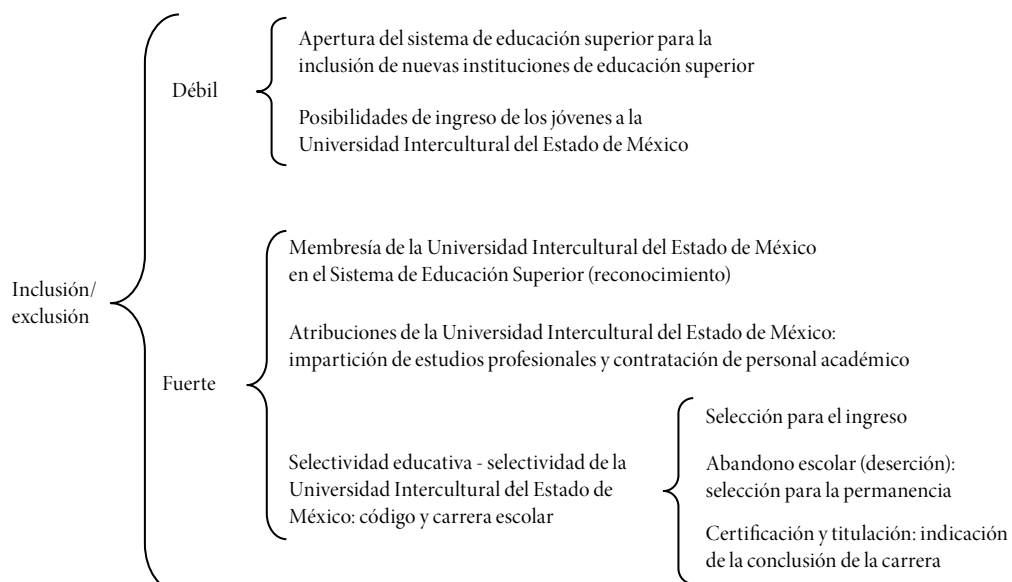 Inclusión/
exclusión
Débil
Apertura del sistema de educación superior para la
inclusión de nuevas instituciones de educación superior
Posibilidades de ingreso de los jóvenes a la
Universidad Intercultural del Estado de México
Fuerte
Membresía de la Universidad Intercultural del Estado de México
en el Sistema de Educación Superior (reconocimiento)
Atribuciones de la Universidad Intercultural del Estado de México:
impartición de estudios profesionales y contratación de personal académico
Selectividad educativa - selectividad de la
Universidad Intercultural del Estado de
México: código y carrera escolar
Selección para el ingreso
Abandono escolar (deserción):
selección para la permanencia
Certificación y titulación: indicación
de la conclusión de la carrera